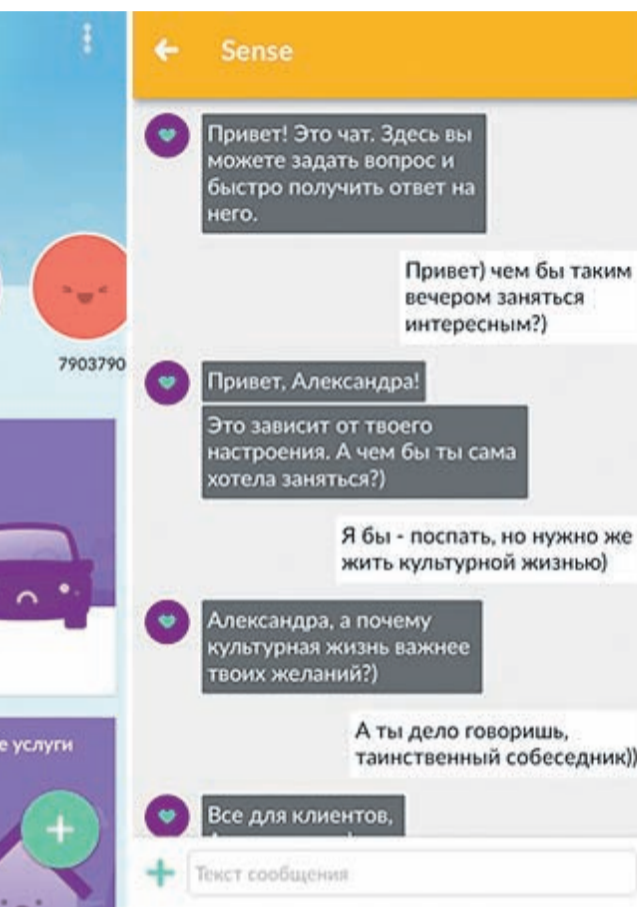 Sense
Привет! Это чат. Здесь вы
можете задать вопрос и
быстро получить ответ на
него.
Привет) чем бы таким
вечером заняться
интересным?)
7903790
Привет, Александра!
Это зависит от твоего
настроения. А чем бы ты сама
хотела заняться?)
Я бы - поспать, но нужно же
жить культурной жизнью)
Александра, а почему
культурная жизнь важнее
твоих желаний?)
А ты дело говоришь,
таинственный собеседник))
е услуги
Все для клиентов,
Текст сообщения